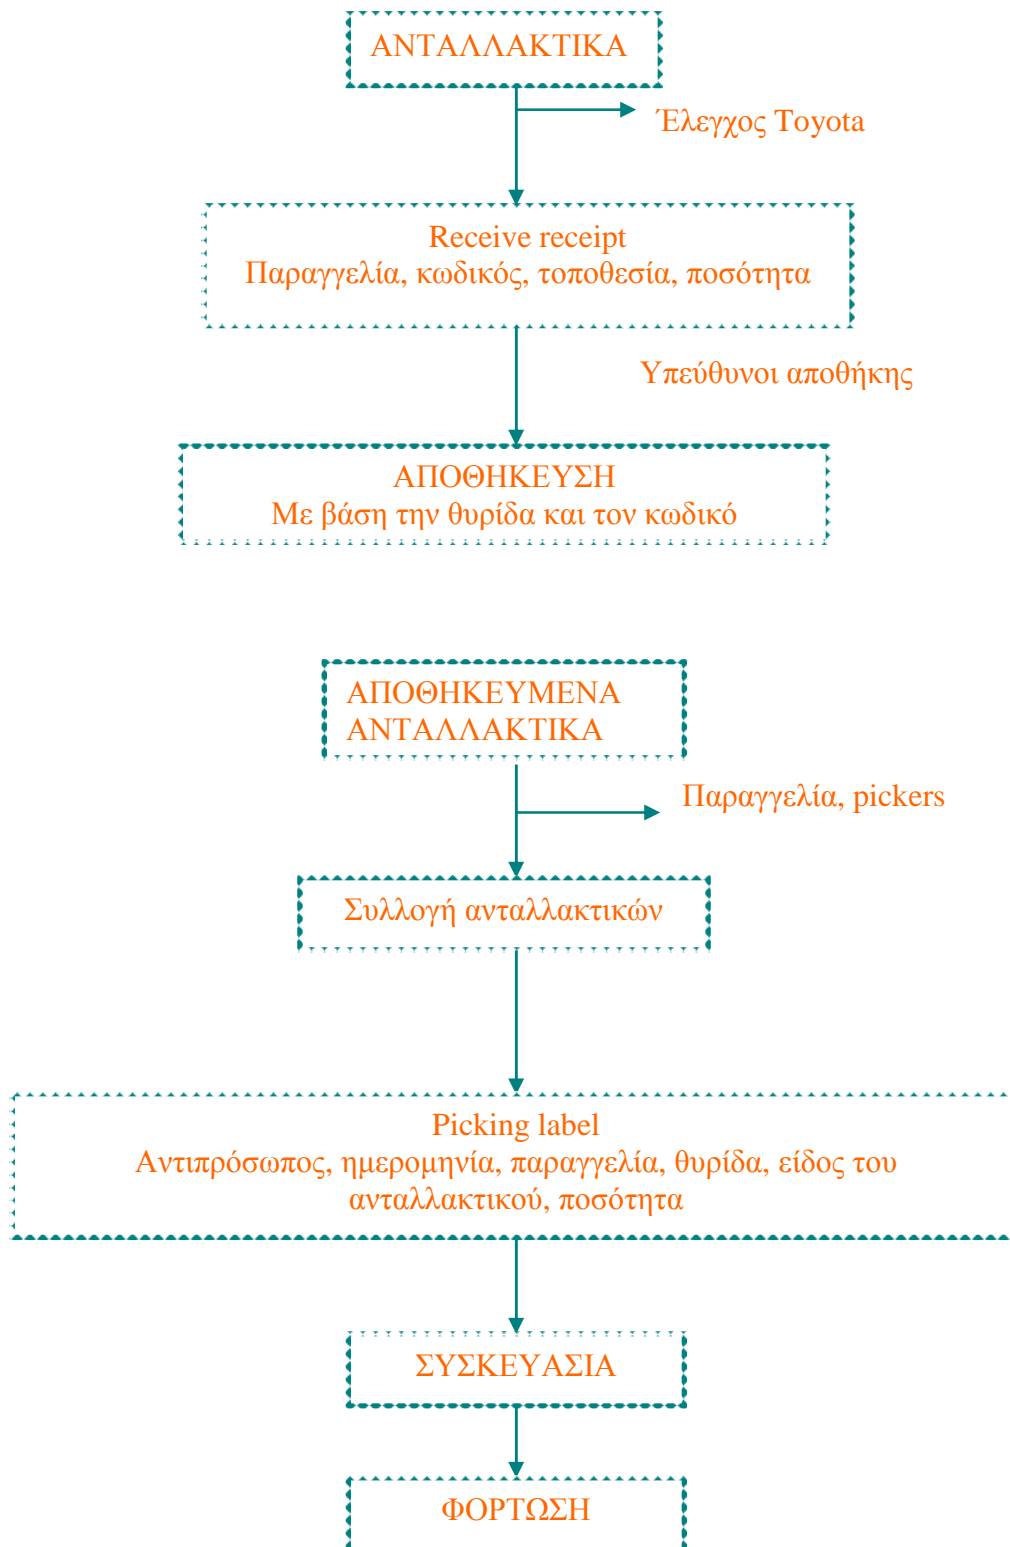 ΑΝΤΑΛΛΑΚΤΙΚΑ
Έλεγχος Toyota
Receive receipt
Παραγγελία, κωδικός, τοποθεσία, ποσότητα
Υπεύθυνοι αποθήκης
ΑΠΟΘΗΚΕΥΣΗ
Με βάση την θυρίδα και τον κωδικό
ΑΠΟΘΗΚΕΥΜΕΝΑ
ΑΝΤΑΛΛΑΚΤΙΚΑ
Παραγγελία, pickers
Συλλογή ανταλλακτικών
Picking label
Αντιπρόσωπος, ημερομηνία, παραγγελία, θυρίδα, είδος του
ανταλλακτικού, ποσότητα
ΣΥΣΚΕΥΑΣΙΑ
ΦΟΡΤΩΣΗ